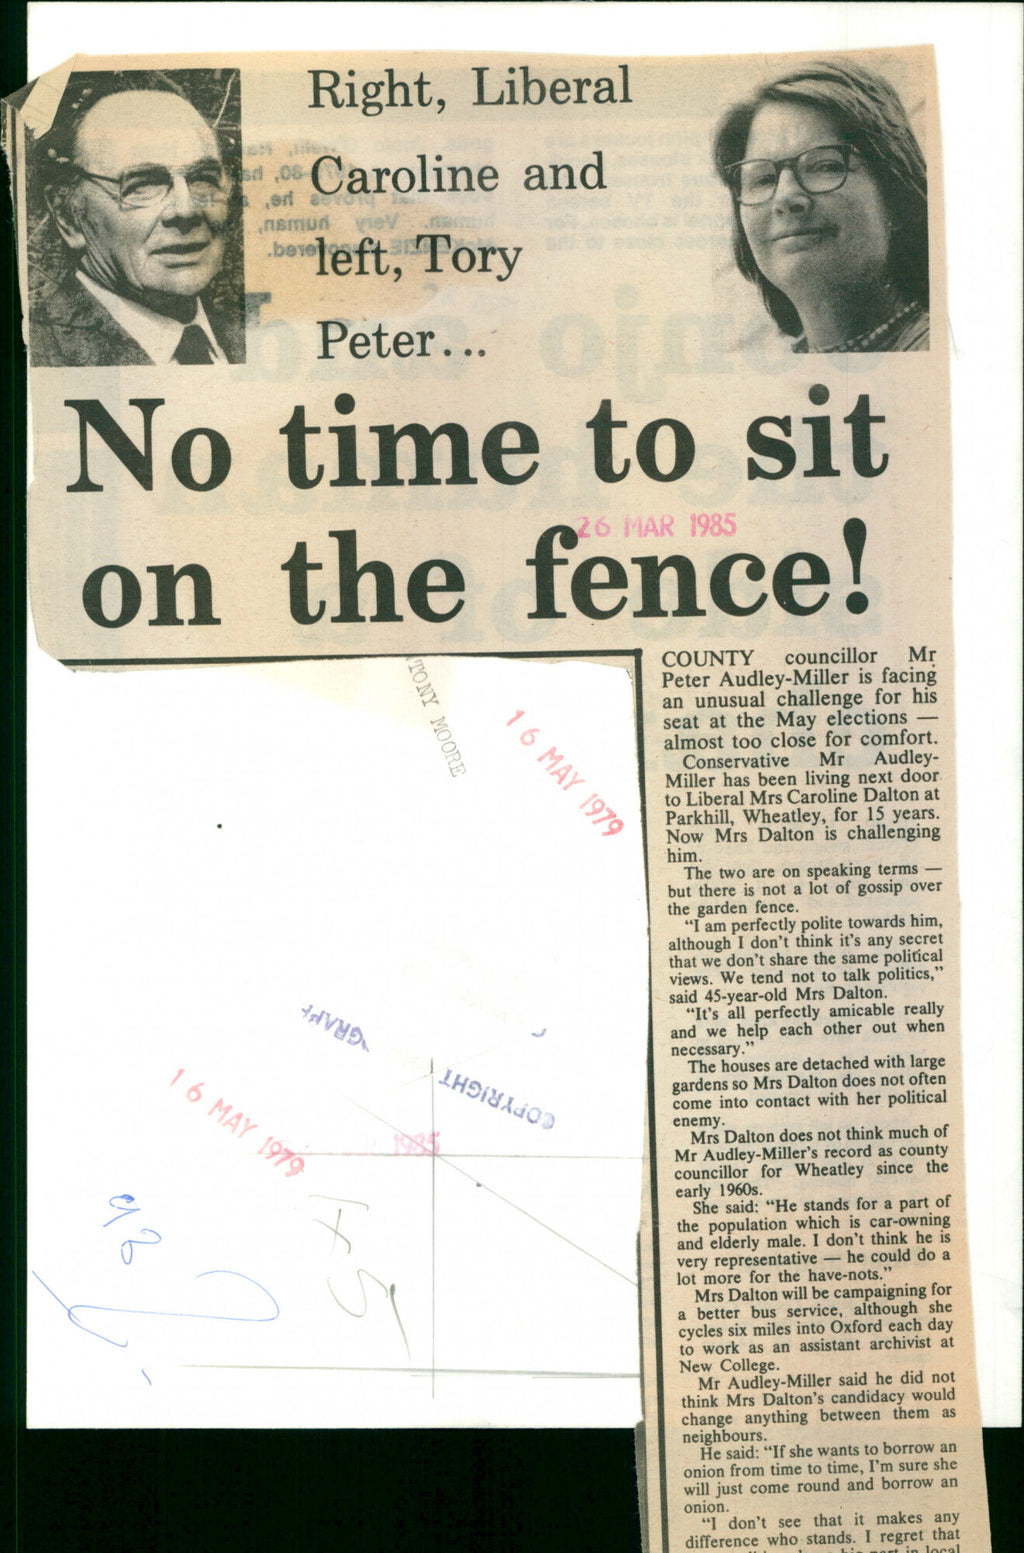 Right, Liberal
Caroline and
left, Tory
Peter...
No time to sit
26 MAR 1985
on the fence!
COUNTY councillor Mr
Peter Audley-Miller is facing
an unusual challenge for his
seat at the May elections —
almost too close for comfort.
Conservative Mr Audley-
Miller has been living next door
to Liberal Mrs Caroline Dalton at
Parkhill, Wheatley, for 15 years.
Now Mrs Dalton is challenging
him.
The two are on speaking terms —
but there is not a lot of gossip over
the garden fence.
“I am perfectly polite towards him,
although I don't think it's any secret
that we don't share the same political
views. We tend not to talk politics,”
said 45-year-old Mrs Dalton.
“It's all perfectly amicable really
and we help each other out when
necessary.”
The houses are detached with large
gardens so Mrs Dalton does not often
come into contact with her political
enemy.
Mrs Dalton does not think much of
Mr Audley-Miller's record as county
councillor for Wheatley since the
early 1960s.
She said: “He stands for a part of
the population which is car-owning
and elderly male. I don't think he is
very representative — he could do a
lot more for the have-nots.”
Mrs Dalton will be campaigning for
a better bus service, although she
cycles six miles into Oxford each day
to work as an assistant archivist at
New College.
Mr Audley-Miller said he did not
think Mrs Dalton's candidacy would
change anything between them as
neighbours.
He said: “If she wants to borrow an
onion from time to time, I'm sure she
will just come round and borrow an
onion.
“I don't see that it makes any
difference who stands. I regret that
NTONY MOORE
16 MAY 1979
GRAPH
COPYRIGHT
16 MAY 1979
1985